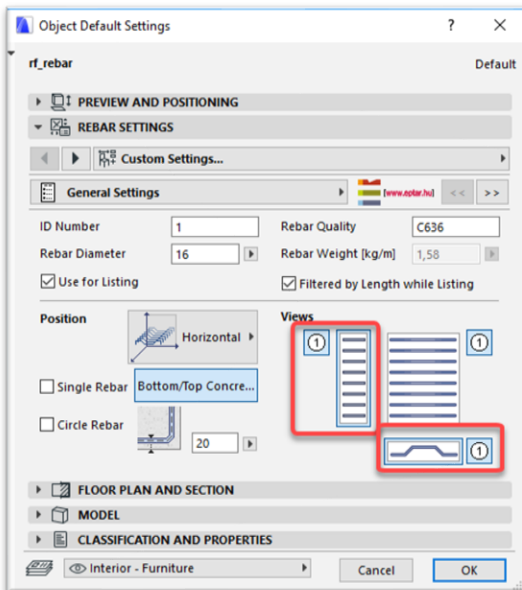 Object Default Settings ? ×
rf_rebar Default
PREVIEW AND POSITIONING
REBAR SETTINGS
Custom Settings...
General Settings [www.eptar.hu] << >>
ID Number 1 Rebar Quality C636
Rebar Diameter 16 Rebar Weight [kg/m] 1,58
Use for Listing Filtered by Length while Listing
Position Horizontal Views
1 1
Single Rebar Bottom/Top Concre...
Circle Rebar 20 1
FLOOR PLAN AND SECTION
MODEL
CLASSIFICATION AND PROPERTIES
Interior - Furniture Cancel OK